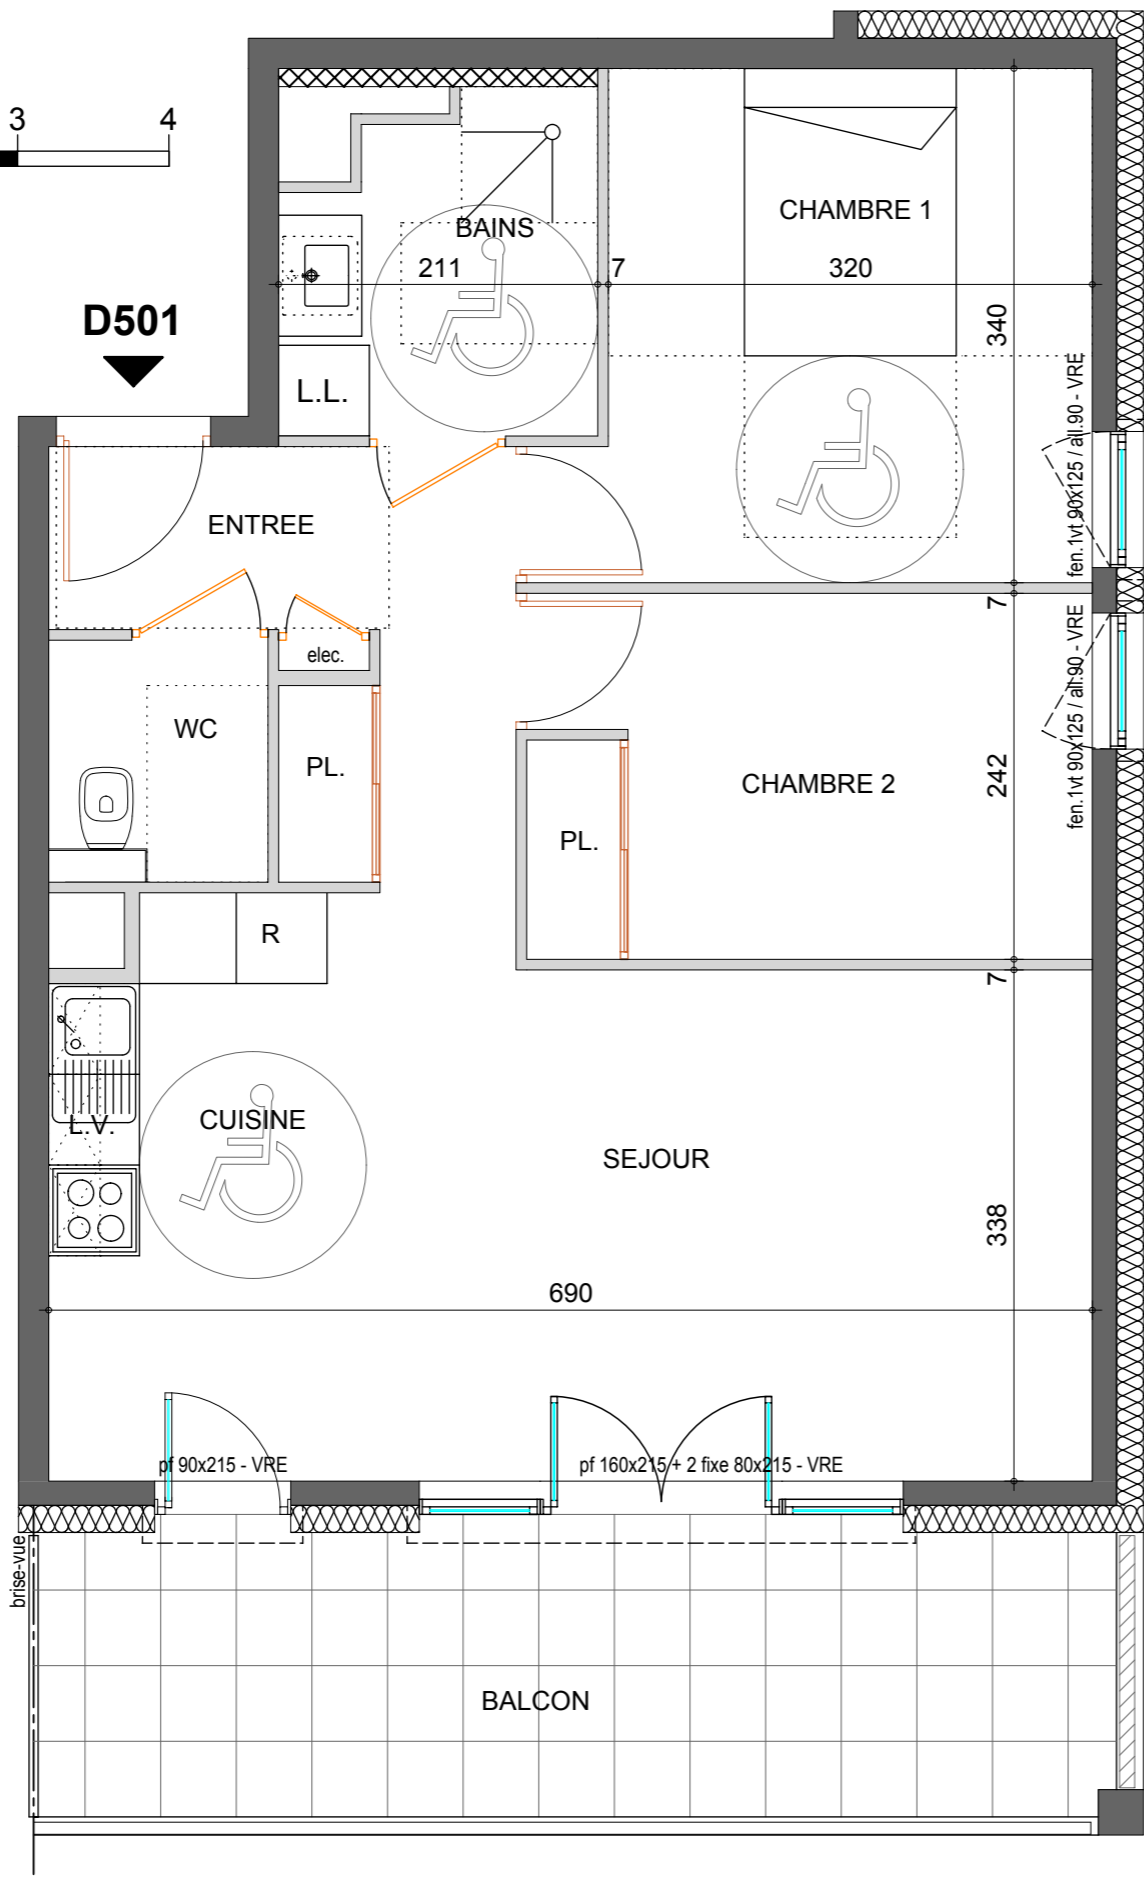 3 4
D501
BAINS
CHAMBRE 1
211 7 320
340
L.L.
fen.1vt 90x125 / all.90 - VRE
ENTREE
7
fen.1vt 90x125 / all.90 - VRE
elec.
WC
PL.
CHAMBRE 2
242
PL.
R
7
L.V.
CUISINE
SEJOUR
338
690
pf 90x215 - VRE
pf 160x215 + 2 fixe 80x215 - VRE
brise-vue
BALCON